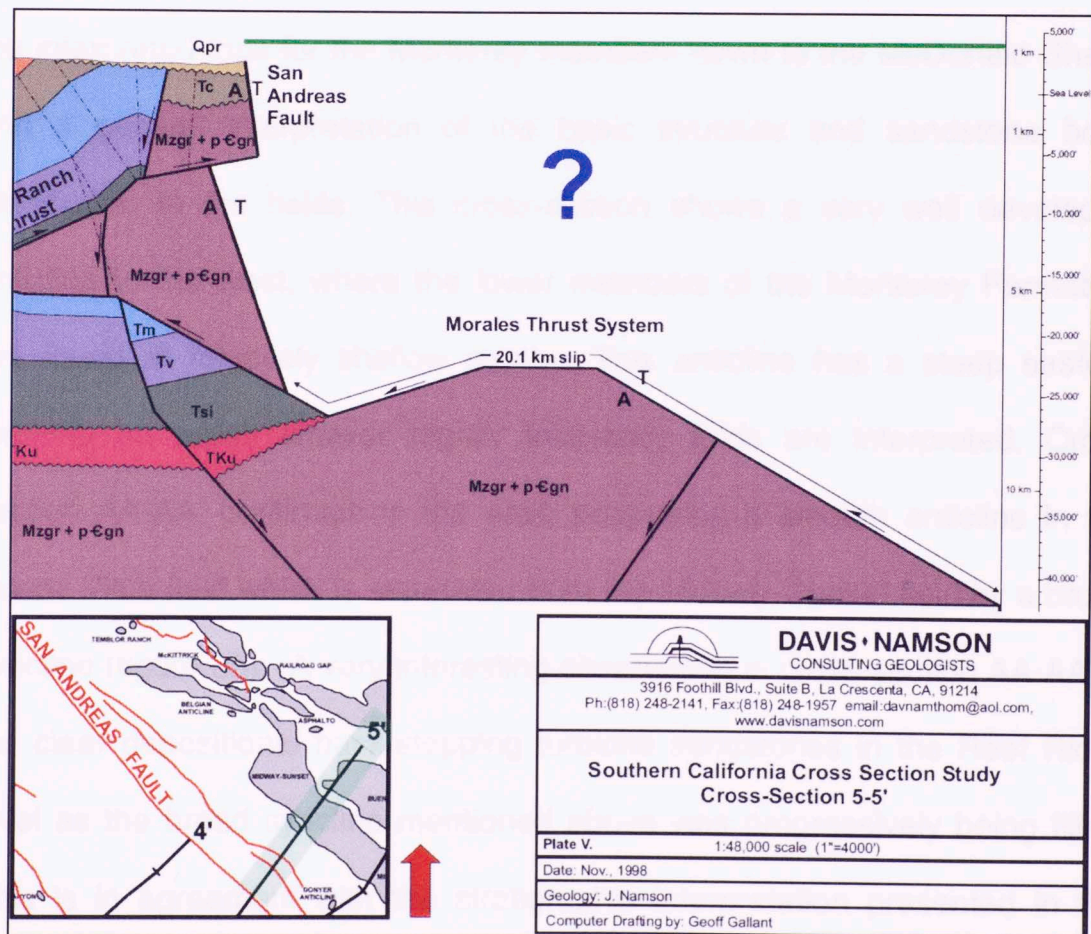 Qpr
5,000'
1 km
Tc
A
T
San
Andreas
Fault
Sea Level
Mzgr + p-Єgn
1 km
-5,000'
?
Ranch
A
T
-10,000'
Mzgr + p-Єgn
-15,000'
5 km
Morales Thrust System
Tm
-20,000'
20.1 km slip
Tv
T
A
-25,000'
Tsi
Ku
TKu
-30,000'
Mzgr + p-Єgn
10 km
Mzgr + p-Єgn
-35,000'
-40,000'
SAN ANDREAS FAULT
TEMBLOR RANCH
McKITTRICK
RAILROAD GAP
BELGIAN
ANTICLINE
ASPHALTO
5'
MIDWAY-SUNSET
4'
GONYER
ANTICLINE
DAVIS NAMSON
CONSULTING GEOLOGISTS
3916 Foothill Blvd., Suite B, La Crescenta, CA, 91214
Ph:(818) 248-2141, Fax:(818) 248-1957 email:davnamthom@aol.com,
www.davisnamson.com
Southern California Cross Section Study
Cross-Section 5-5'
Plate V.
1:48,000 scale (1"=4000')
Date: Nov., 1998
Geology: J. Namson
Computer Drafting by: Geoff Gallant